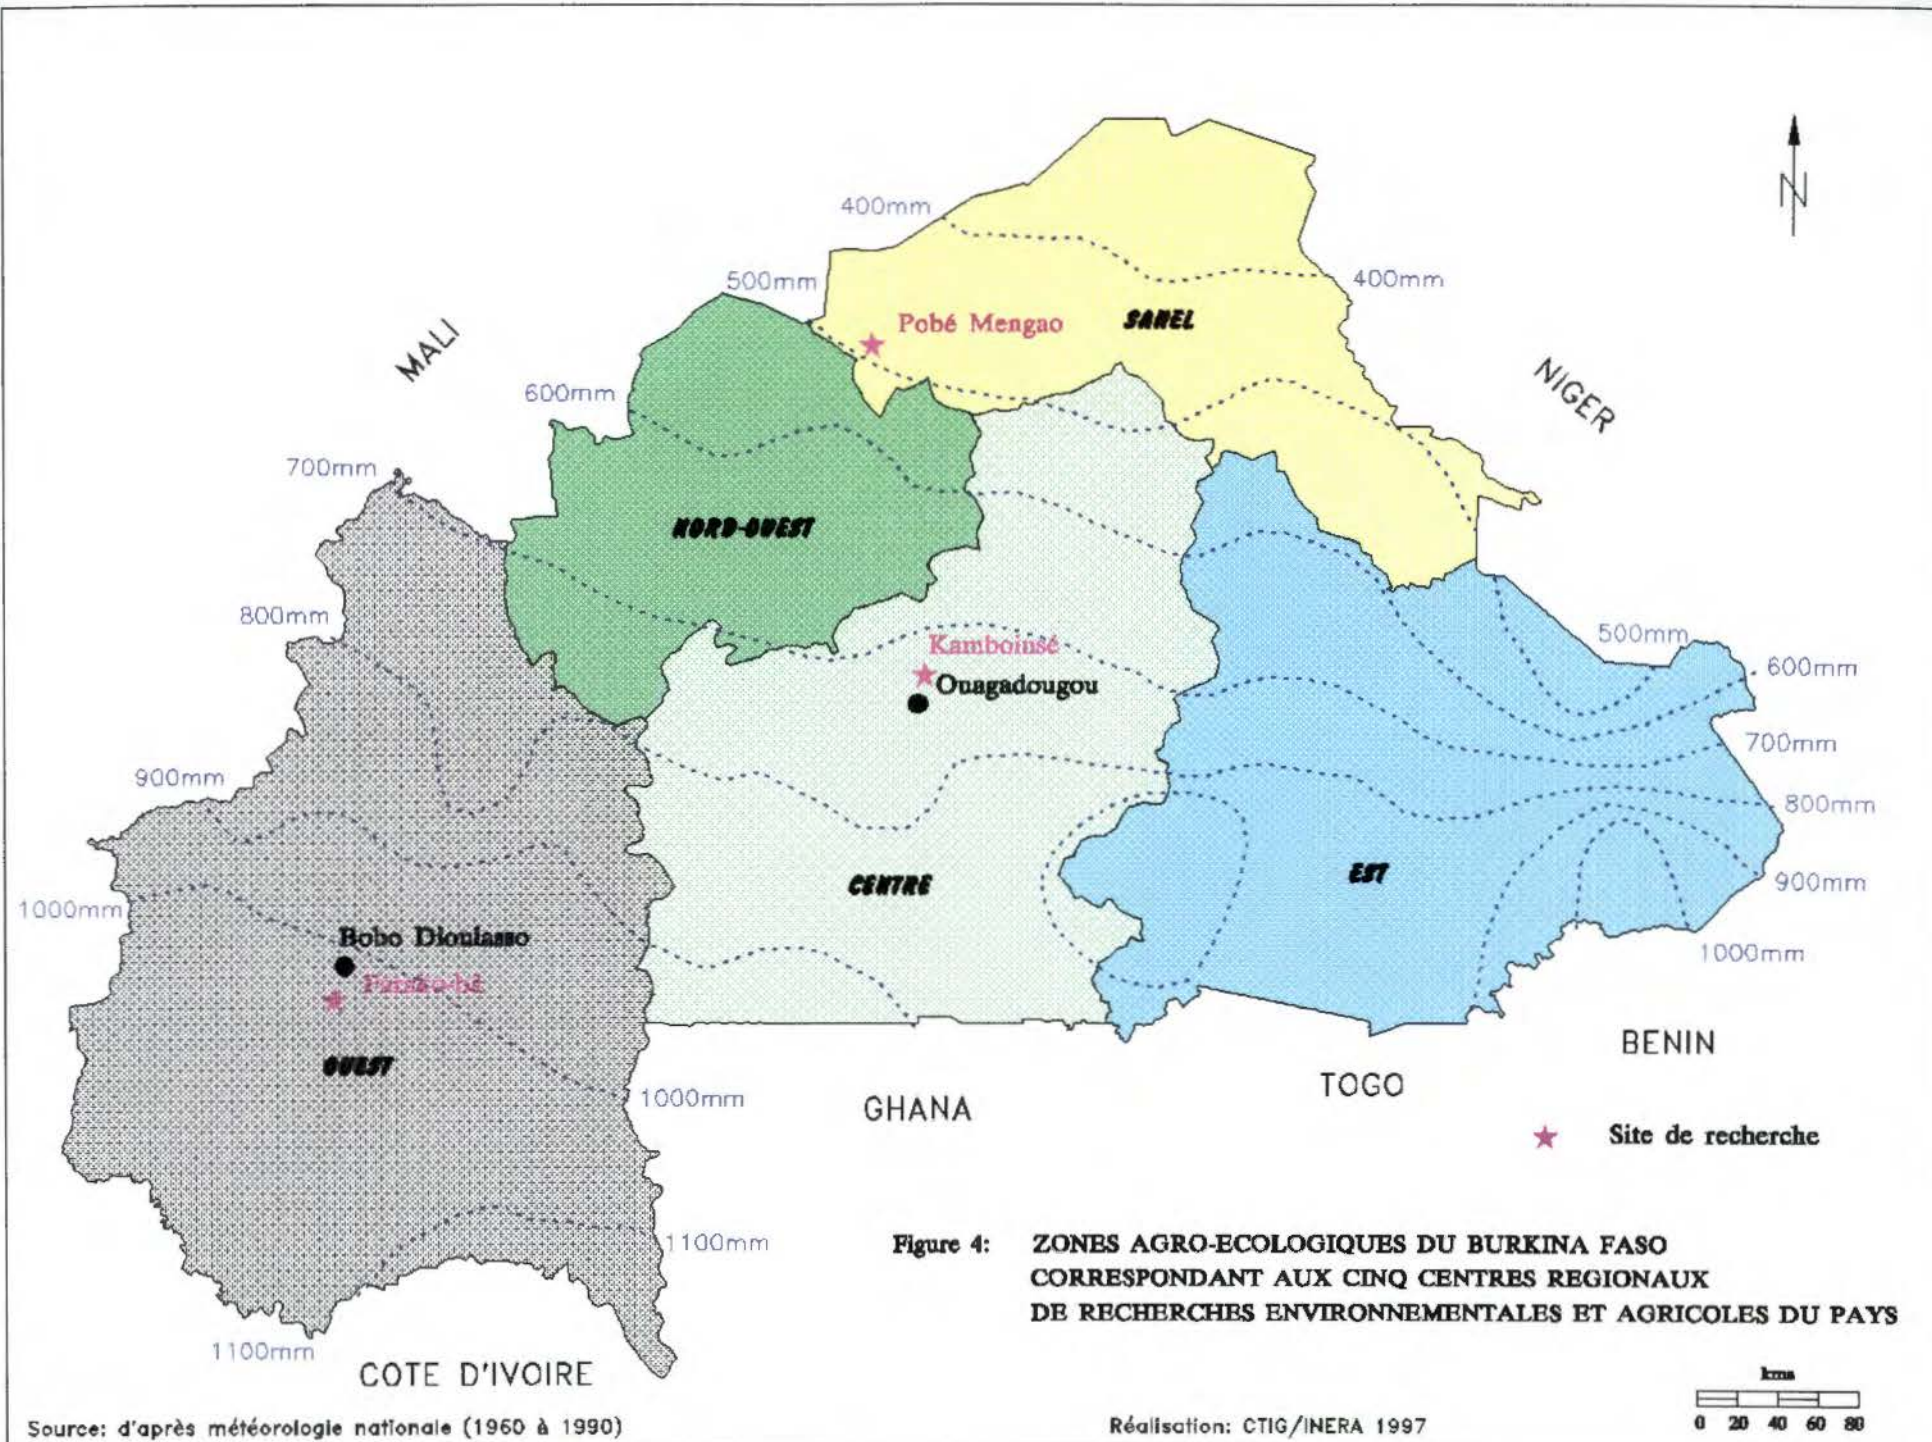 400mm
500mm
400mm
Pobé Mengao
SAHEL
MALI
NIGER
600mm
700mm
NORD-OUEST
800mm
500mm
Kamboinsé
600mm
Ouagadougou
700mm
900mm
800mm
CENTRE
EST
900mm
1000mm
Bobo Dioulasso
1000mm
OUEST
BENIN
TOGO
1000mm
GHANA
Site de recherche
1100mm
Figure 4: ZONES AGRO-ECOLOGIQUES DU BURKINA FASO
CORRESPONDANT AUX CINQ CENTRES REGIONAUX
DE RECHERCHES ENVIRONNEMENTALES ET AGRICOLES DU PAYS
1100mm
COTE D'IVOIRE
kms
0 20 40 60 80
Source: d'après météorologie nationale (1960 à 1990)
Réalisation: CTIG/INERA 1997
N